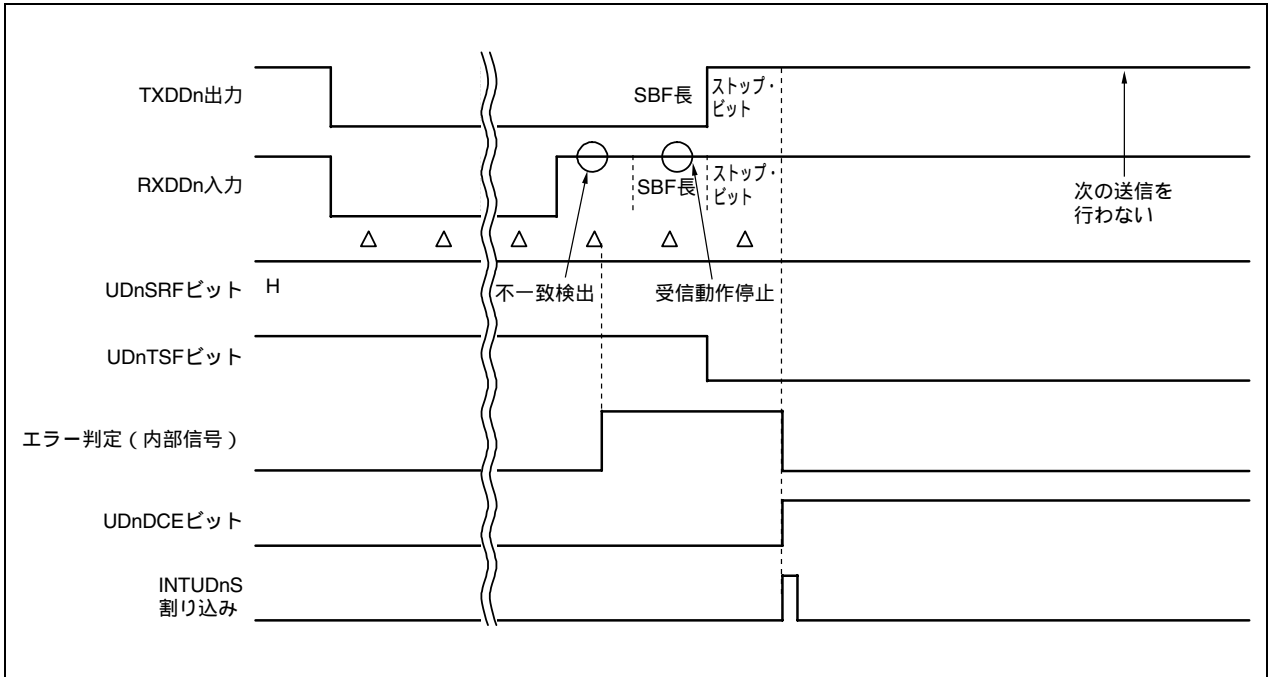 TXDDn出力
SBF長
ストップ・
ビット
RXDDn入力
SBF長
ストップ・
ビット
次の送信を
行わない
△ △ △ △ △ △
UDnSRFビット
H
不一致検出
受信動作停止
UDnTSFビット
エラー判定（内部信号）
UDnDCEビット
INTUDnS
割り込み